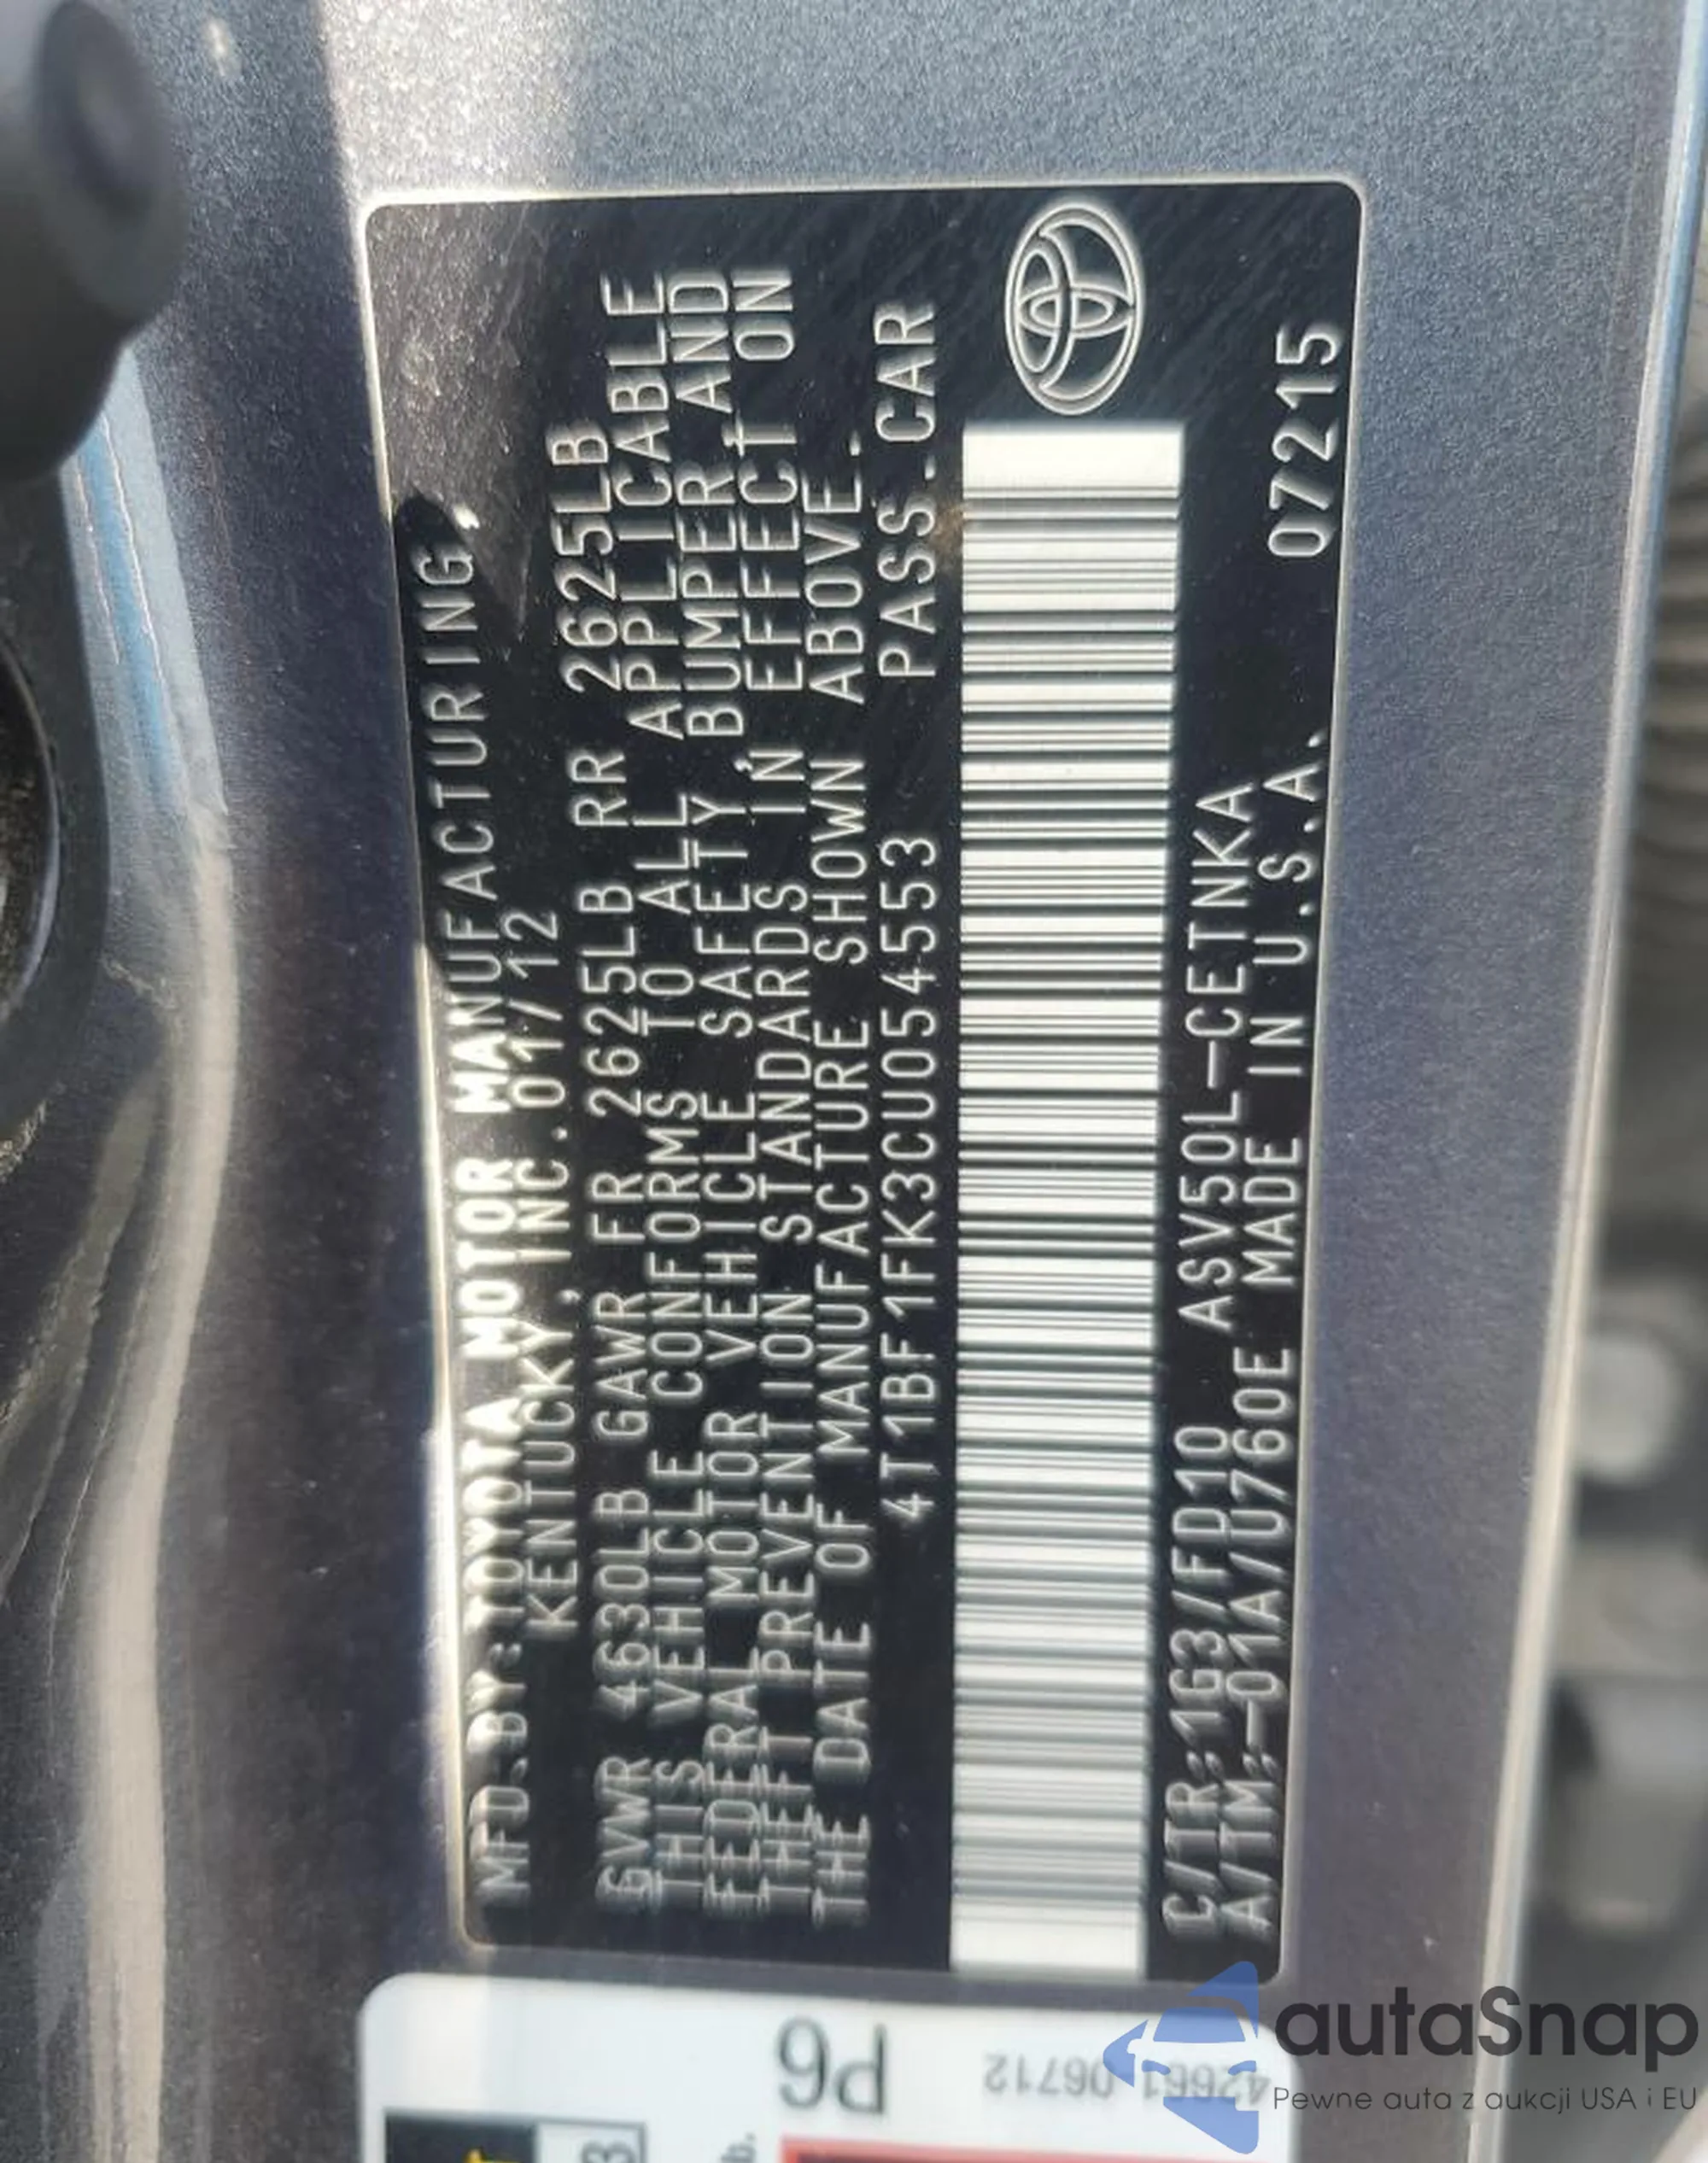 MFD.BY:TOYOTA MOTOR MANUFACTURING,
KENTUCKY, INC.01/12
GVWR 4630LB GAWR FR 2625LB RR 2625LB
THIS VEHICLE CONFORMS TO ALL APPLICABLE
FEDERAL MOTOR VEHICLE SAFETY, BUMPER AND
THEFT PREVENTION STANDARDS IN EFFECT ON
THE DATE OF MANUFACTURE SHOWN ABOVE.
4T1BF1FK3CU054553 PASS.CAR
C/TR:1G3/FD10 ASV50L-CETNKA
A/TM:-01A/U760E MADE IN U.S.A. 07215
P6
42661 06712
autaSnap
Pewne auta z aukcji USA i EU